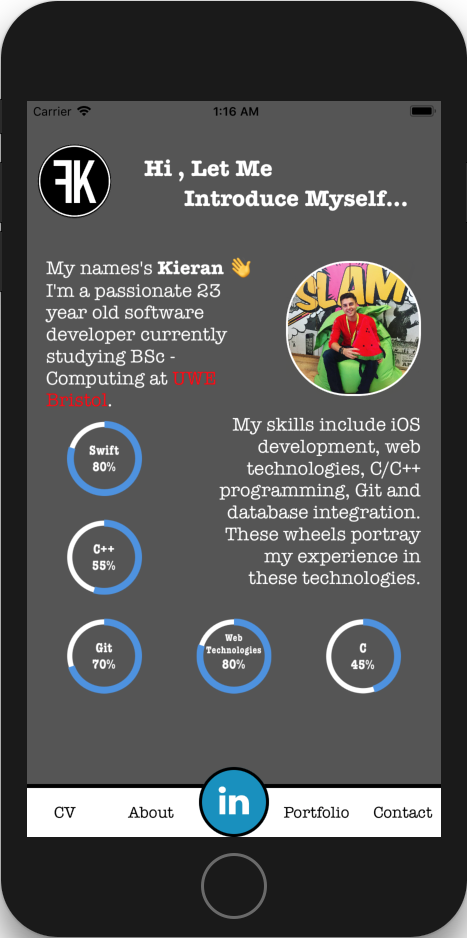 Carrier
1:16 AM
FK
Hi , Let Me
Introduce Myself...
My names's Kieran 👋
I'm a passionate 23
year old software
developer currently
studying BSc -
Computing at UWE
Bristol.
SLAM
My skills include iOS
development, web
technologies, C/C++
programming, Git and
database integration.
These wheels portray
my experience in
these technologies.
Swift
80%
C++
55%
Git
70%
Web
Technologies
80%
C
45%
CV
About
in
Portfolio
Contact